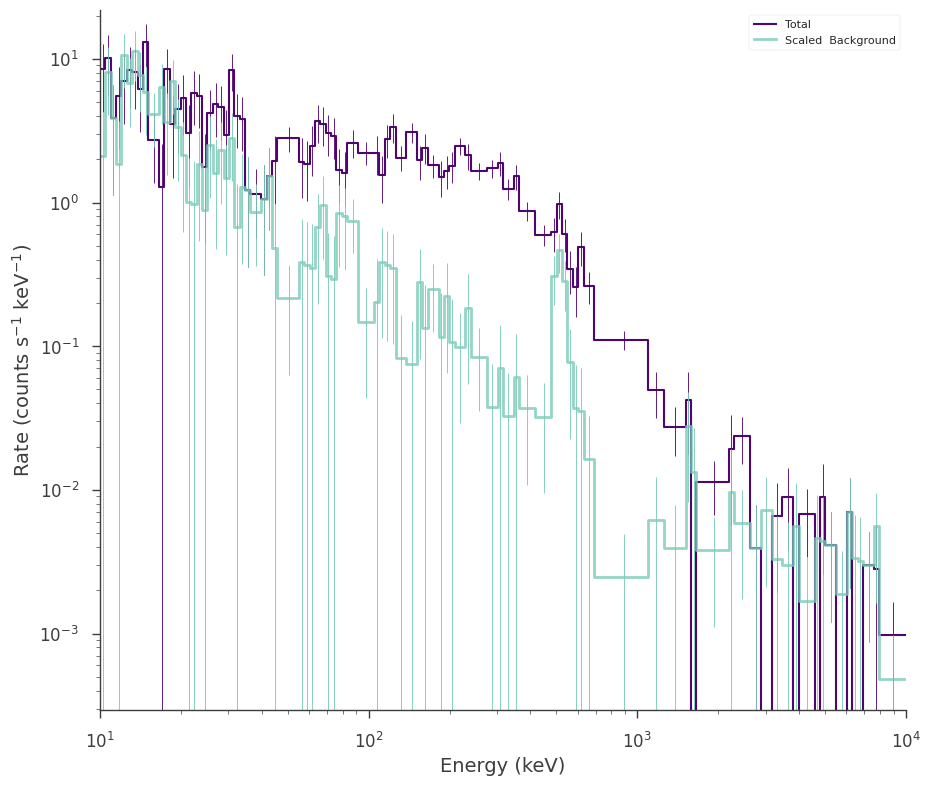 Total
Scaled  Background
Rate (counts s⁻¹ keV⁻¹)
10¹
10⁰
10⁻¹
10⁻²
10⁻³
10¹ 10² 10³ 10⁴
Energy (keV)